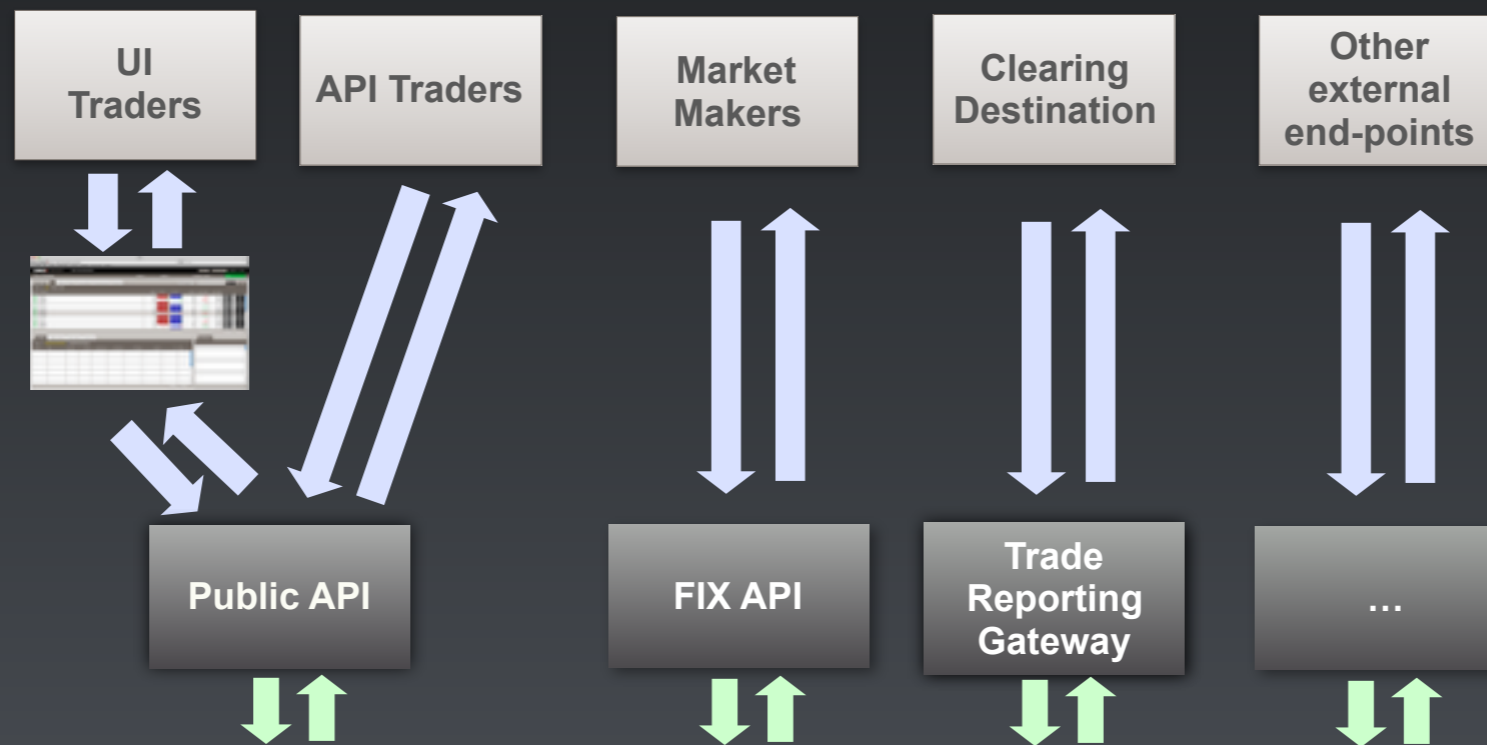 UI
Traders
API Traders
Market
Makers
Clearing
Destination
Other
external
end-points
Public API
FIX API
Trade
Reporting
Gateway
…